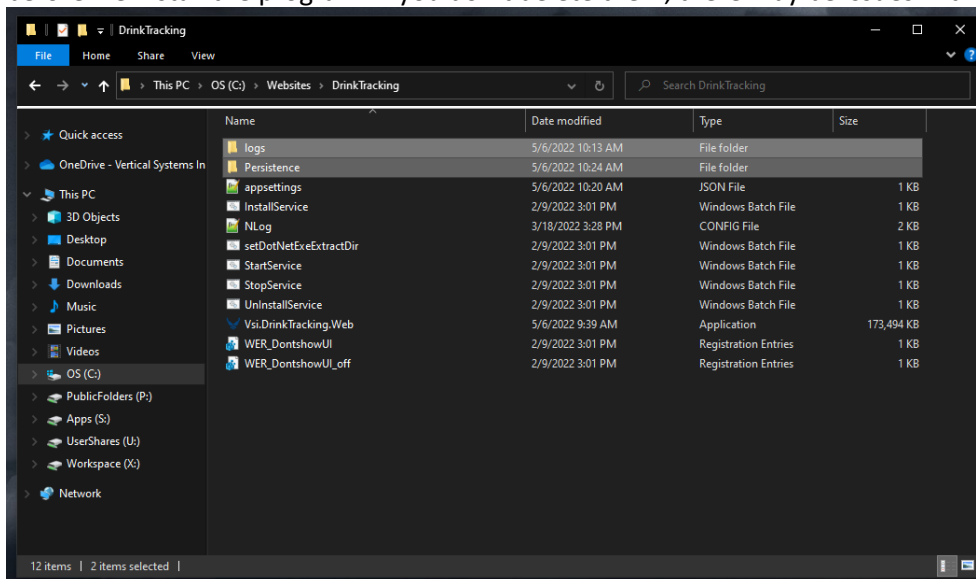 DrinkTracking
File Home Share View
This PC > OS (C:) > Websites > DrinkTracking
Search DrinkTracking
Name Date modified Type Size
Quick access
OneDrive - Vertical Systems In
This PC
3D Objects
Desktop
Documents
Downloads
Music
Pictures
Videos
OS (C:)
PublicFolders (P:)
Apps (S:)
UserShares (U:)
Workspace (X:)
Network
logs 5/6/2022 10:13 AM File folder
Persistence 5/6/2022 10:24 AM File folder
appsettings 5/6/2022 10:20 AM JSON File 1 KB
InstallService 2/9/2022 3:01 PM Windows Batch File 1 KB
NLog 3/18/2022 3:28 PM CONFIG File 2 KB
setDotNetExeExtractDir 2/9/2022 3:01 PM Windows Batch File 1 KB
StartService 2/9/2022 3:01 PM Windows Batch File 1 KB
StopService 2/9/2022 3:01 PM Windows Batch File 1 KB
UnInstallService 2/9/2022 3:01 PM Windows Batch File 1 KB
Vsi.DrinkTracking.Web 5/6/2022 9:39 AM Application 173,494 KB
WER_DontshowUI 2/9/2022 3:01 PM Registration Entries 1 KB
WER_DontshowUI_off 2/9/2022 3:01 PM Registration Entries 1 KB
12 items | 2 items selected |